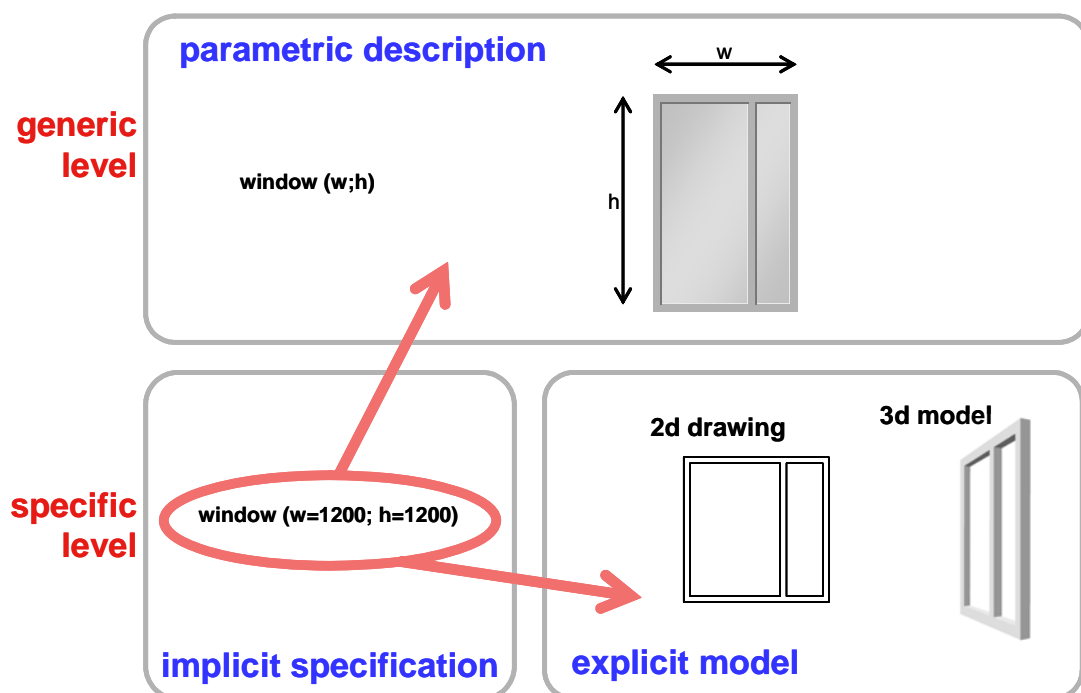 parametric description
w
generic
level
window (w;h)
h
2d drawing
3d model
specific
level
window (w=1200; h=1200)
implicit specification
explicit model